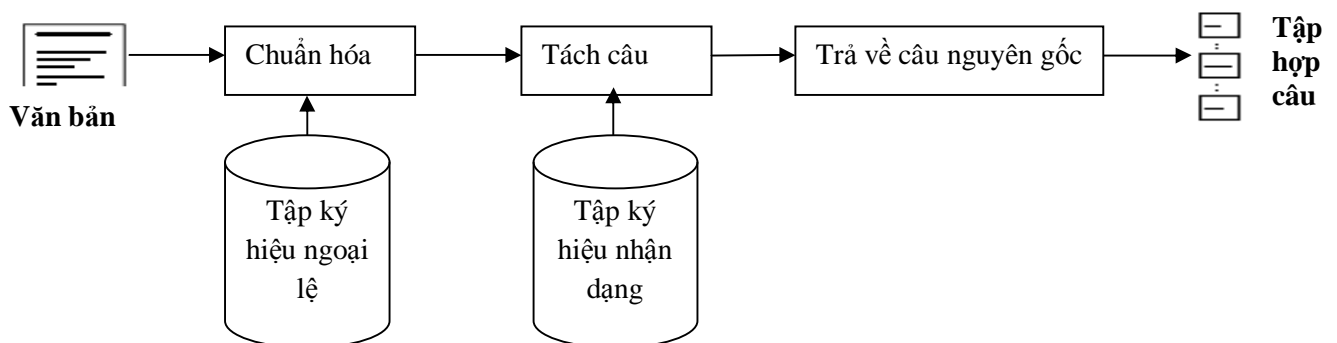 Văn bản
Chuẩn hóa
Tách câu
Trả về câu nguyên gốc
Tập
hợp
câu
Tập ký
hiệu ngoại
lệ
Tập ký
hiệu nhận
dạng